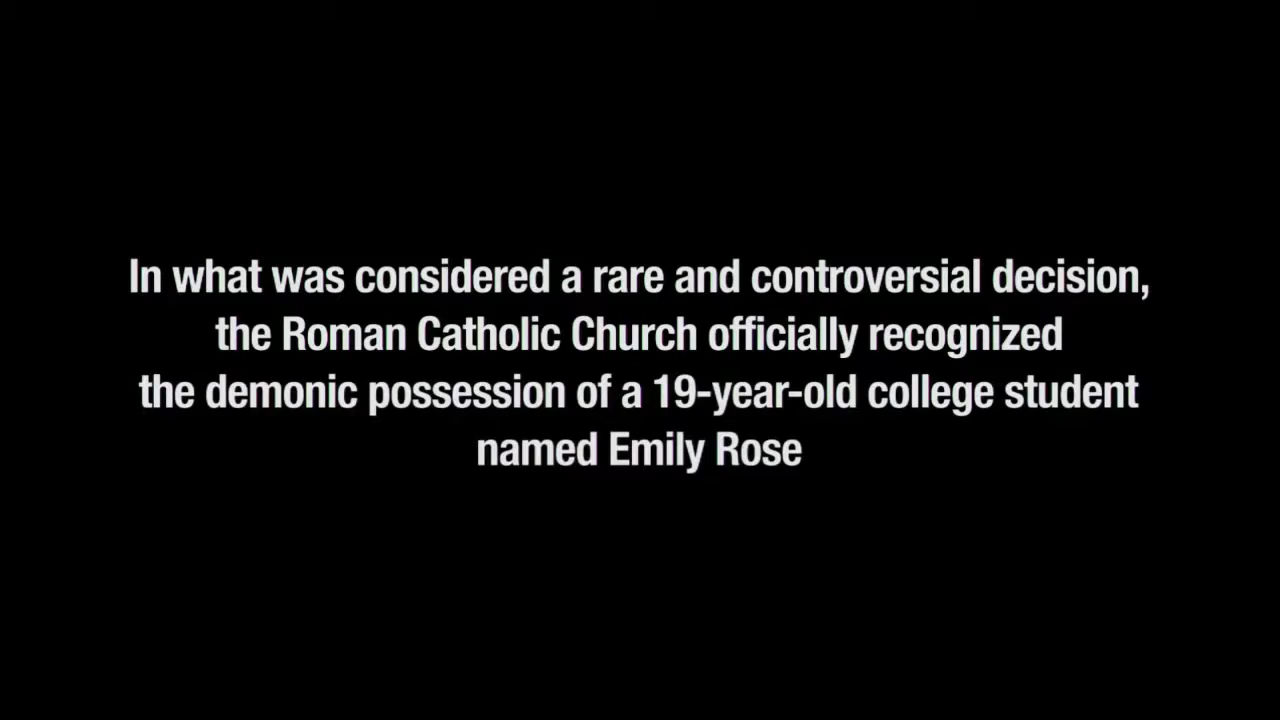 In what was considered a rare and controversial decision,
the Roman Catholic Church officially recognized
the demonic possession of a 19-year-old college student
named Emily Rose